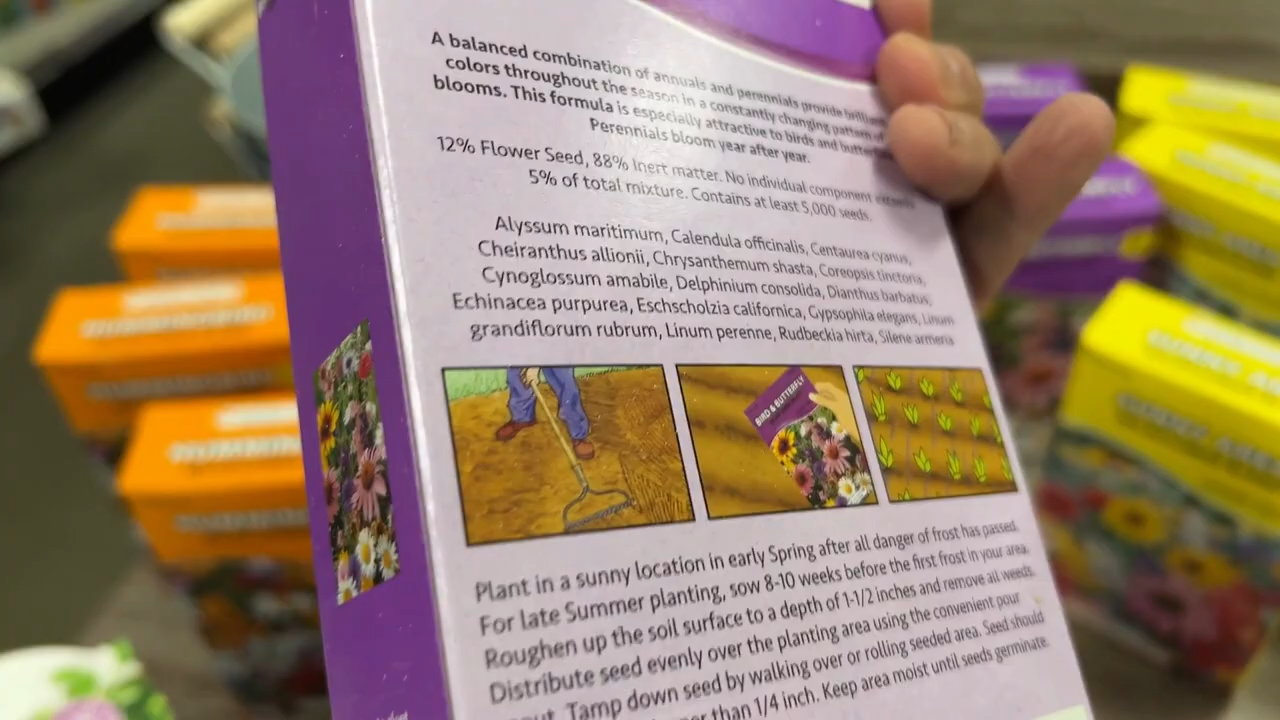 A balanced combination of annuals and perennials provide brilliant
colors throughout the season in a constantly changing pattern of
blooms. This formula is especially attractive to birds and butterflies.
Perennials bloom year after year.
12% Flower Seed, 88% Inert matter. No individual component exceeds
5% of total mixture. Contains at least 5,000 seeds.
Alyssum maritimum, Calendula officinalis, Centaurea cyanus,
Cheiranthus allionii, Chrysanthemum shasta, Coreopsis tinctoria,
Cynoglossum amabile, Delphinium consolida, Dianthus barbatus,
Echinacea purpurea, Eschscholzia californica, Gypsophila elegans, Linum
grandiflorum rubrum, Linum perenne, Rudbeckia hirta, Silene armeria
BIRD & BUTTERFLY
Plant in a sunny location in early Spring after all danger of frost has passed.
For late Summer planting, sow 8-10 weeks before the first frost in your area.
Roughen up the soil surface to a depth of 1-1/2 inches and remove all weeds.
Distribute seed evenly over the planting area using the convenient pour
Tamp down seed by walking over or rolling seeded area. Seed should
than 1/4 inch. Keep area moist until seeds germinate.